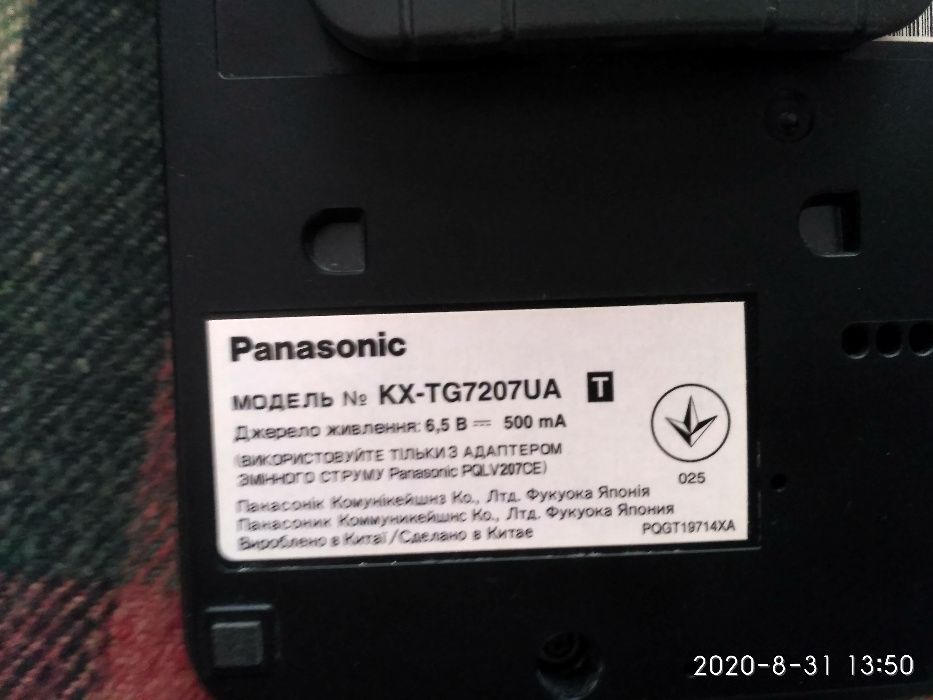 Panasonic
МОДЕЛЬ № KX-TG7207UA T
Джерело живлення: 6,5 В ⎓ 500 mA
(ВИКОРИСТОВУЙТЕ ТІЛЬКИ З АДАПТЕРОМ
ЗМІННОГО СТРУМУ Panasonic PQLV207CE)
025
Панасонік Комунікейшнз Ко., Лтд. Фукуока Японія
Панасоник Коммуникейшнс Ко., Лтд. Фукуока Япония
Вироблено в Китаї/Сделано в Китае
PQGT19714XA
2020-8-31 13:50